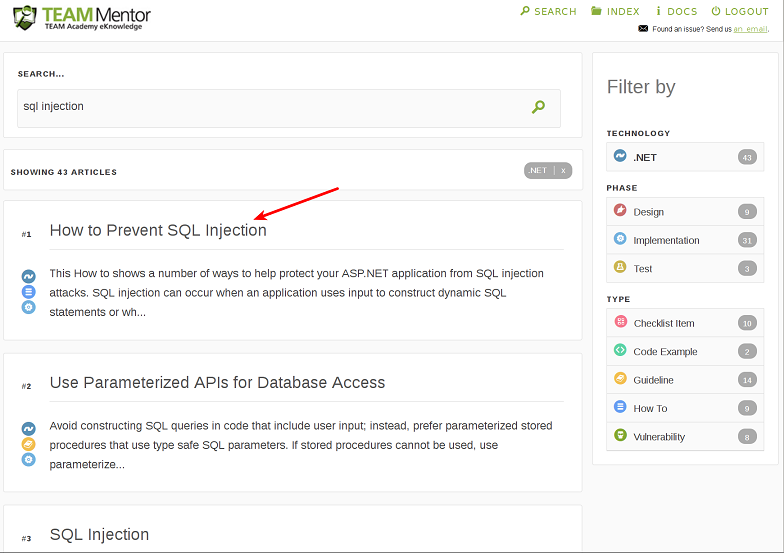 TEAM Mentor
TEAM Academy eKnowledge
SEARCH INDEX DOCS LOGOUT
Found an issue? Send us an email.
SEARCH...
sql injection
SHOWING 43 ARTICLES
.NET | x
#1 How to Prevent SQL Injection
This How to shows a number of ways to help protect your ASP.NET application from SQL injection
attacks. SQL injection can occur when an application uses input to construct dynamic SQL
statements or wh...
#2 Use Parameterized APIs for Database Access
Avoid constructing SQL queries in code that include user input; instead, prefer parameterized stored
procedures that use type safe SQL parameters. If stored procedures cannot be used, use
parameterize...
#3 SQL Injection
Filter by
TECHNOLOGY
.NET 43
PHASE
Design 9
Implementation 31
Test 3
TYPE
Checklist Item 10
Code Example 2
Guideline 14
How To 9
Vulnerability 8